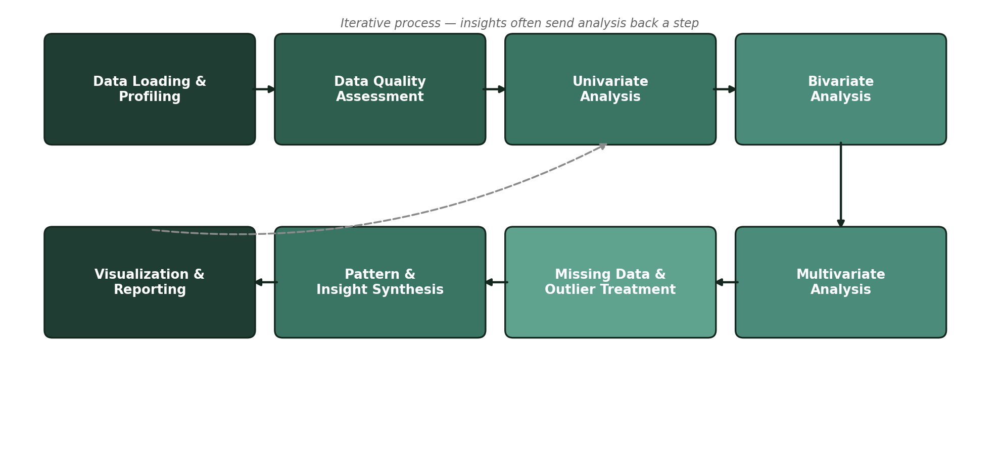 Iterative process — insights often send analysis back a step
Data Loading &
Profiling
Data Quality
Assessment
Univariate
Analysis
Bivariate
Analysis
Visualization &
Reporting
Pattern &
Insight Synthesis
Missing Data &
Outlier Treatment
Multivariate
Analysis